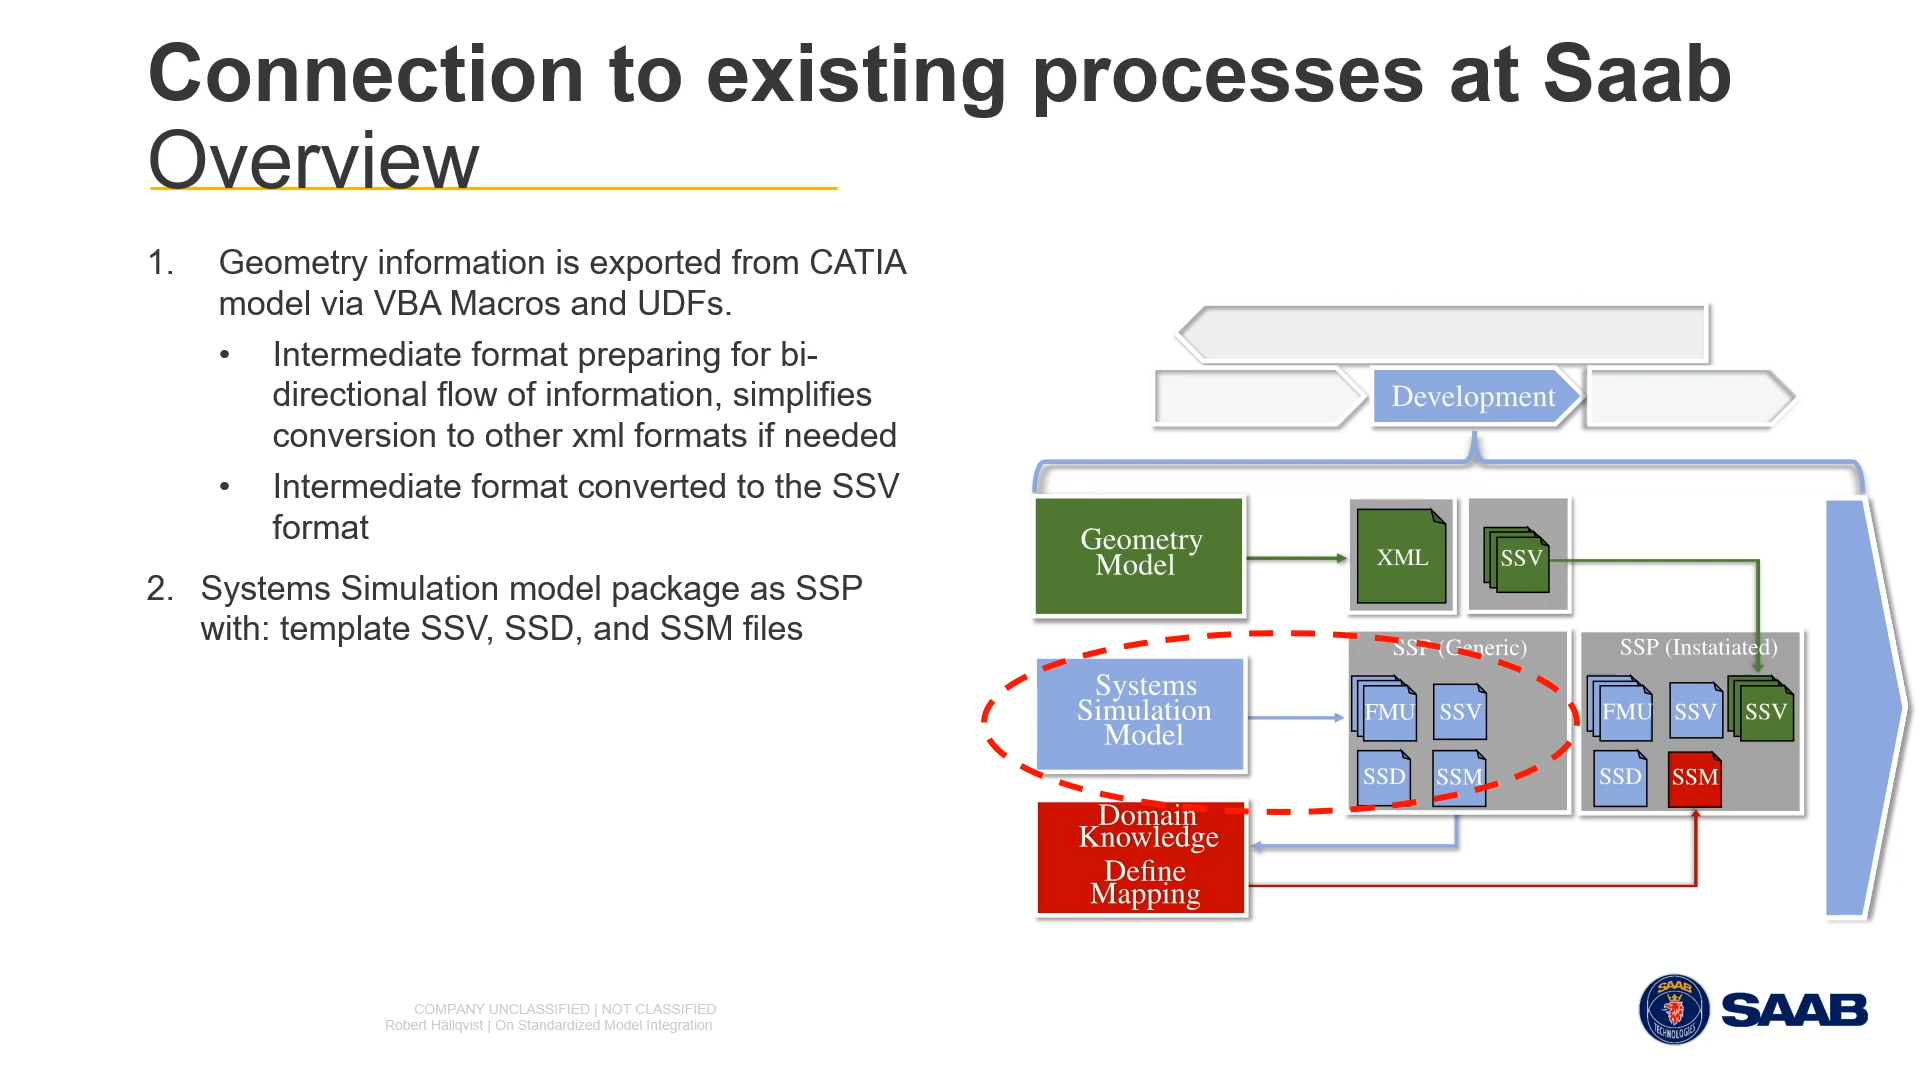 Connection to existing processes at Saab
Overview
1. Geometry information is exported from CATIA
model via VBA Macros and UDFs.
• Intermediate format preparing for bi-
directional flow of information, simplifies
conversion to other xml formats if needed
• Intermediate format converted to the SSV
format
2. Systems Simulation model package as SSP
with: template SSV, SSD, and SSM files
Development
Geometry
Model
XML
SSV
SSP (Generic)
SSP (Instatiated)
Systems
Simulation
Model
FMU
SSV
SSD
SSM
FMU
SSV
SSV
SSD
SSM
Domain
Knowledge
Define
Mapping
COMPANY UNCLASSIFIED | NOT CLASSIFIED
Robert Hällqvist | On Standardized Model Integration
SAAB
TECHNOLOGIES
SAAB